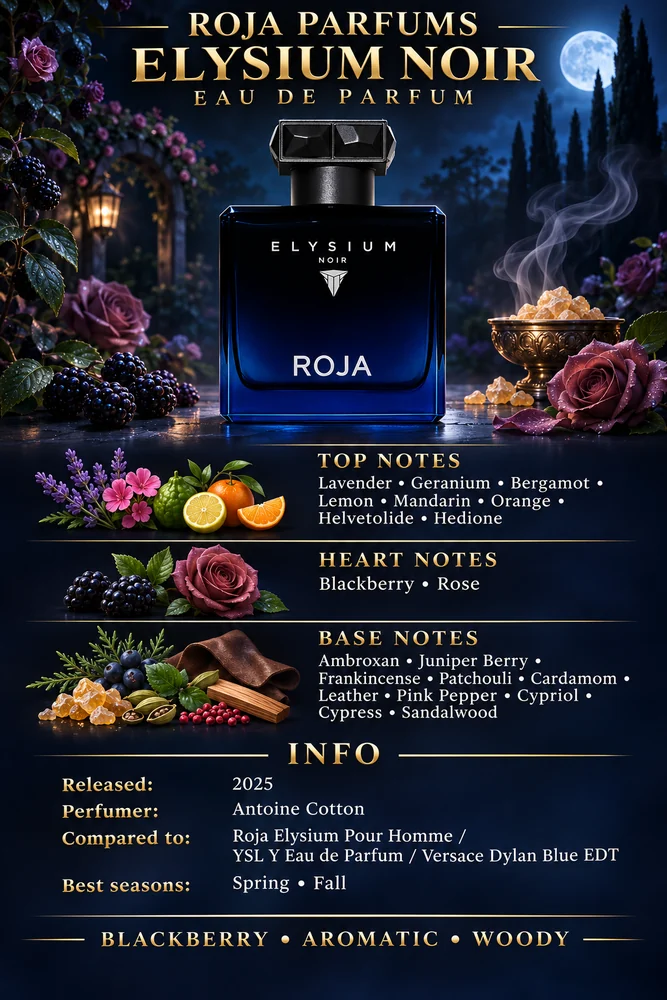 ROJA PARFUMS
ELYSIUM NOIR
EAU DE PARFUM
ELYSIUM
NOIR
ROJA
TOP NOTES
Lavender • Geranium • Bergamot •
Lemon • Mandarin • Orange •
Helvetolide • Hedione
HEART NOTES
Blackberry • Rose
BASE NOTES
Ambroxan • Juniper Berry •
Frankincense • Patchouli • Cardamom •
Leather • Pink Pepper • Cypriol •
Cypress • Sandalwood
INFO
Released: 2025
Perfumer: Antoine Cotton
Compared to: Roja Elysium Pour Homme /
YSL Y Eau de Parfum / Versace Dylan Blue EDT
Best seasons: Spring • Fall
BLACKBERRY • AROMATIC • WOODY